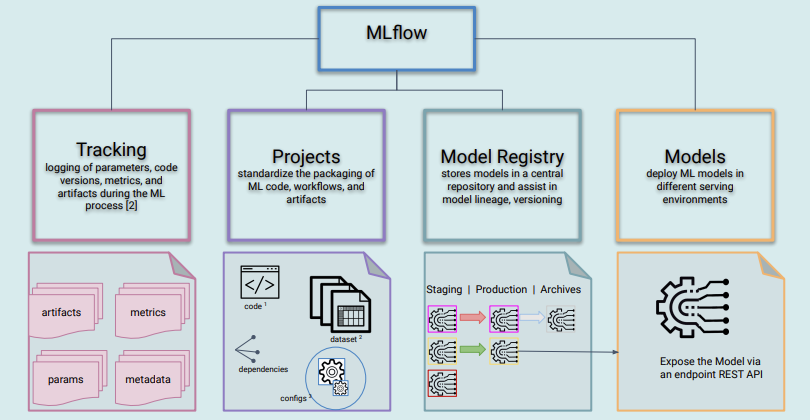 MLflow
Tracking
logging of parameters, code
versions, metrics, and
artifacts during the ML
process [2]
Projects
standardize the packaging of
ML code, workflows, and
artifacts
Model Registry
stores models in a central
repository and assist in
model lineage, versioning
Models
deploy ML models in
different serving
environments
artifacts
metrics
params
metadata
</>
code 1
dataset 2
dependencies
configs 3
Staging | Production | Archives
Expose the Model via
an endpoint REST API